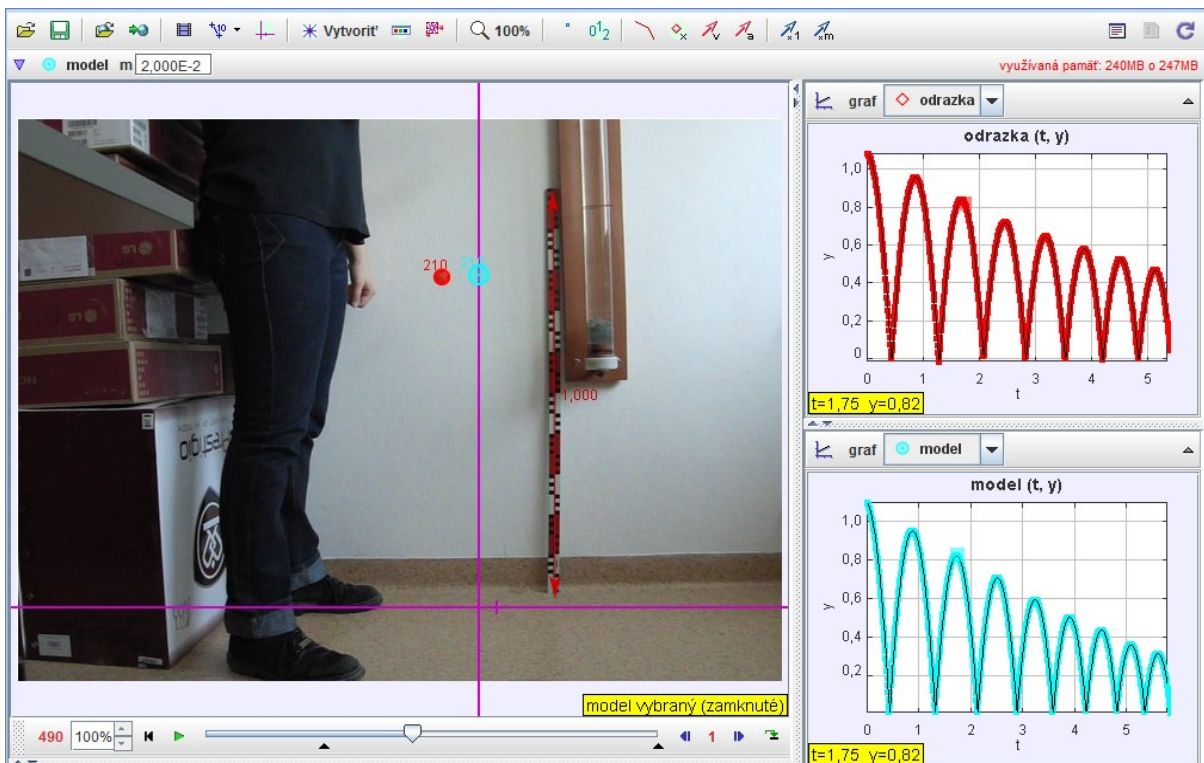 Vytvoriť 100%
model m 2,000E-2 využívaná pamäť: 240MB o 247MB
210
1,000
model vybraný (zamknuté)
490 100% 1
graf odrazka
odrazka (t, y)
1,0
0,8
0,6
0,4
0,2
0
y
0 1 2 3 4 5
t
t=1,75 y=0,82
graf model
model (t, y)
1,0
0,8
0,6
0,4
0,2
y
0 1 2 3 4 5
t
t=1,75 y=0,82